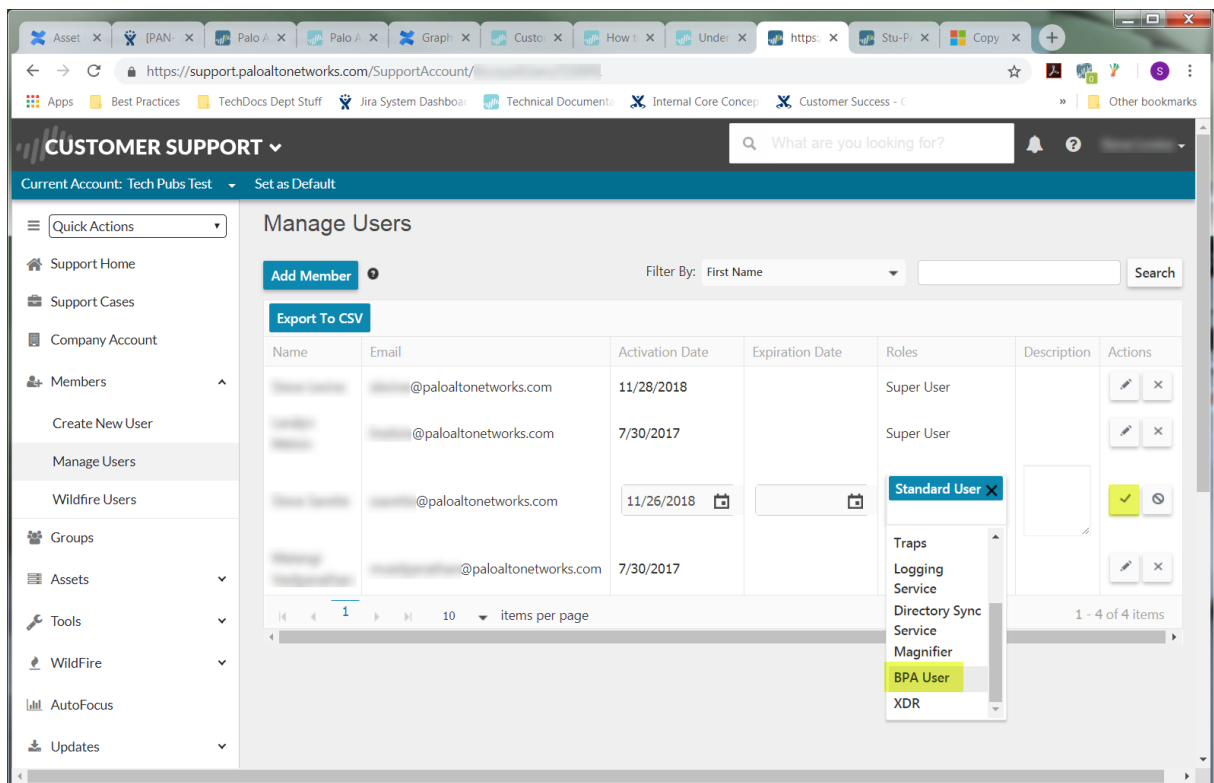 Asset
[PAN-
Palo A
Palo A
Graph
Custo
How t
Under
https:
Stu-P
Copy
https://support.paloaltonetworks.com/SupportAccount/
S
Apps
Best Practices
TechDocs Dept Stuff
Jira System Dashboar
Technical Documenta
Internal Core Concep
Customer Success - C
»
Other bookmarks
CUSTOMER SUPPORT
What are you looking for?
Current Account: Tech Pubs Test
Set as Default
Quick Actions
Support Home
Support Cases
Company Account
Members
Create New User
Manage Users
Wildfire Users
Groups
Assets
Tools
WildFire
AutoFocus
Updates
Manage Users
Add Member
Filter By: First Name
Search
Export To CSV
Name Email Activation Date Expiration Date Roles Description Actions
@paloaltonetworks.com 11/28/2018 Super User
@paloaltonetworks.com 7/30/2017 Super User
@paloaltonetworks.com 11/26/2018 Standard User
@paloaltonetworks.com 7/30/2017
Traps
Logging
Service
Directory Sync
Service
Magnifier
BPA User
XDR
1 10 items per page 1 - 4 of 4 items